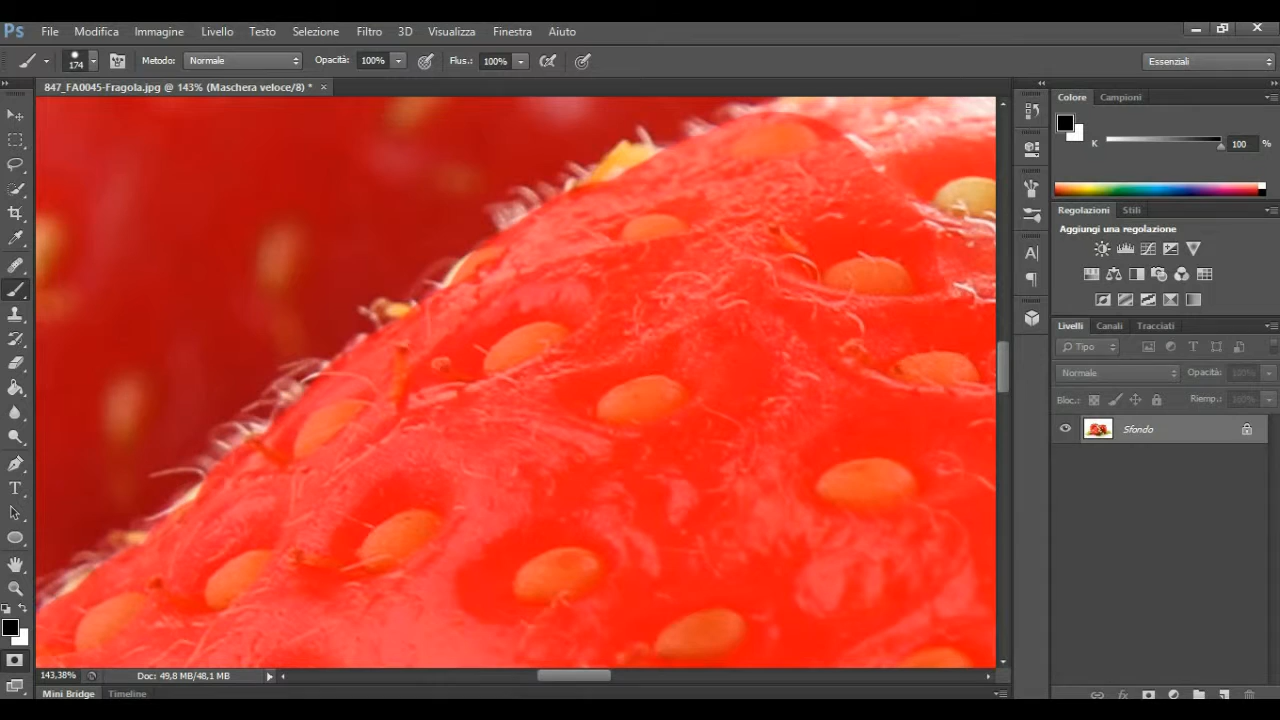 Ps File Modifica Immagine Livello Testo Selezione Filtro 3D Visualizza Finestra Aiuto
174 Metodo: Normale Opacità: 100% Flus.: 100% Essenziali
847_FA0045-Fragola.jpg @ 143% (Maschera veloce/8) *
Colore Campioni
K 100 %
Regolazioni Stili
Aggiungi una regolazione
Livelli Canali Tracciati
Tipo
Normale Opacità: 100%
Bloc.: Riemp.: 100%
Sfondo
143,38% Doc: 49,8 MB/48,1 MB
Mini Bridge Timeline